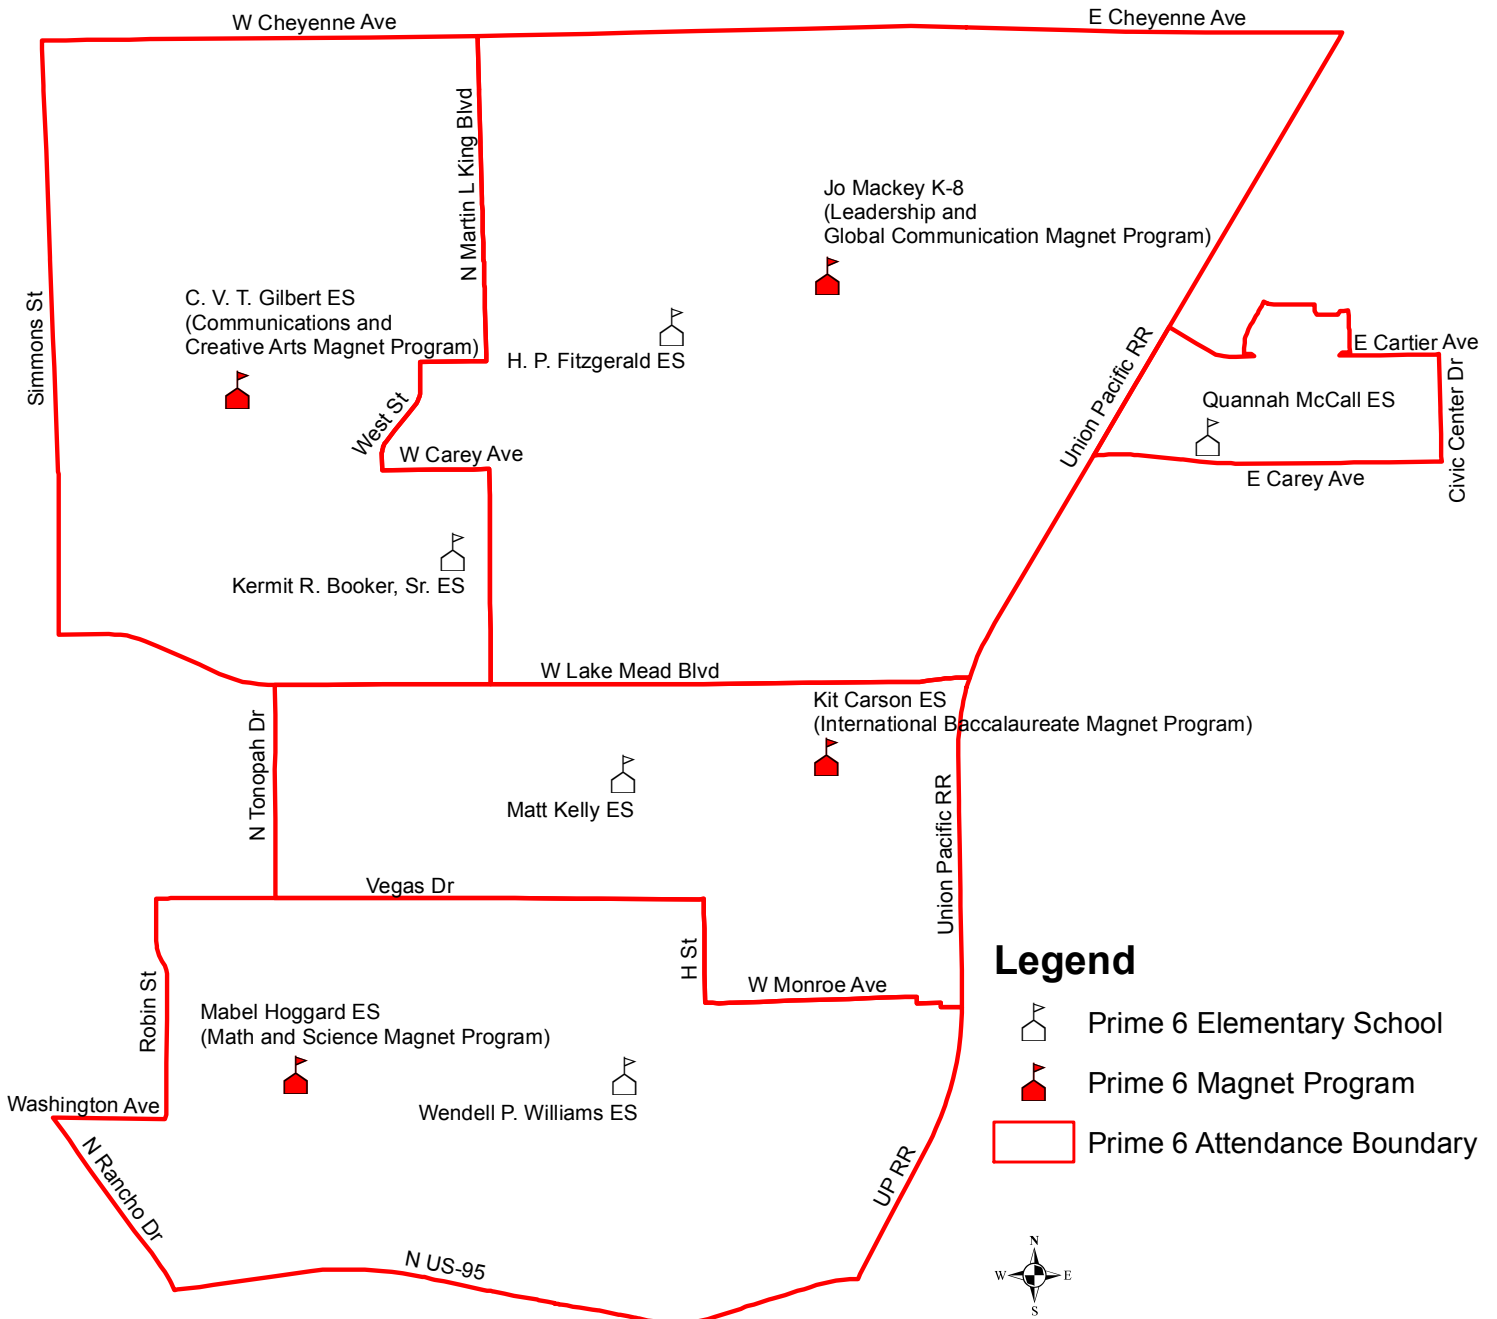 W Cheyenne Ave
E Cheyenne Ave
N Martin L King Blvd
Jo Mackey K-8
(Leadership and
Global Communication Magnet Program)
Simmons St
C. V. T. Gilbert ES
(Communications and
Creative Arts Magnet Program)
H. P. Fitzgerald ES
Union Pacific RR
E Cartier Ave
Quannah McCall ES
Civic Center Dr
West St
W Carey Ave
E Carey Ave
Kermit R. Booker, Sr. ES
W Lake Mead Blvd
Kit Carson ES
(International Baccalaureate Magnet Program)
N Tonopah Dr
Matt Kelly ES
Union Pacific RR
Vegas Dr
H St
W Monroe Ave
Robin St
Mabel Hoggard ES
(Math and Science Magnet Program)
Washington Ave
Wendell P. Williams ES
N Rancho Dr
UP RR
N US-95
Legend
Prime 6 Elementary School
Prime 6 Magnet Program
Prime 6 Attendance Boundary
N
W
E
S